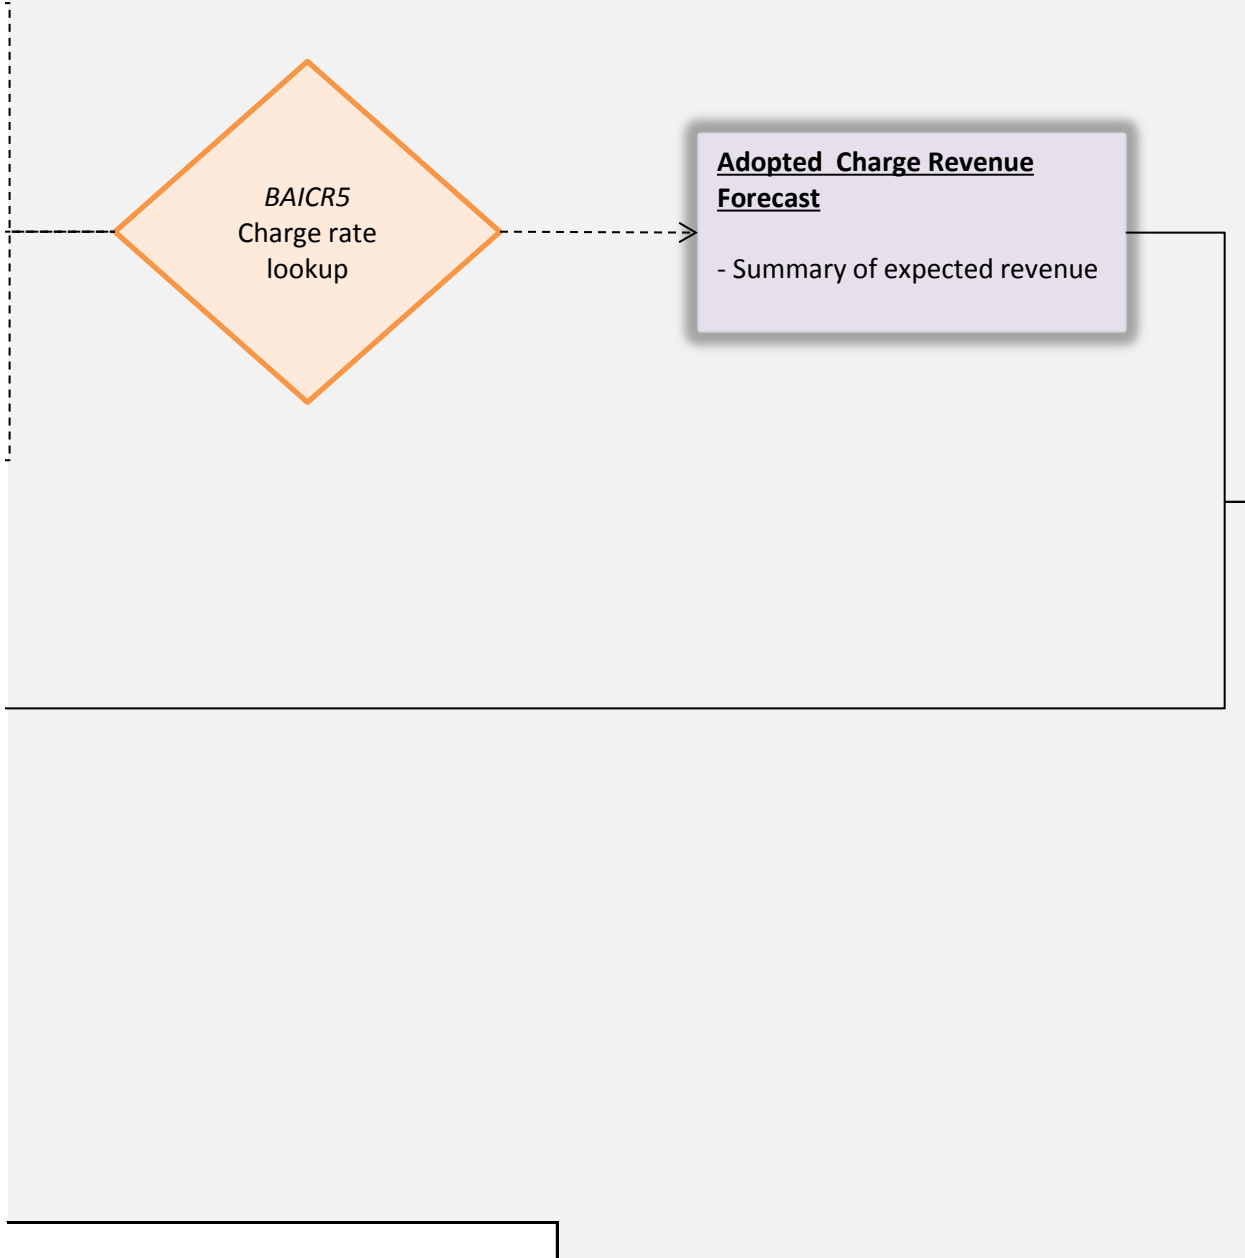 BAICR5
Charge rate
lookup
Adopted  Charge Revenue
Forecast
- Summary of expected revenue